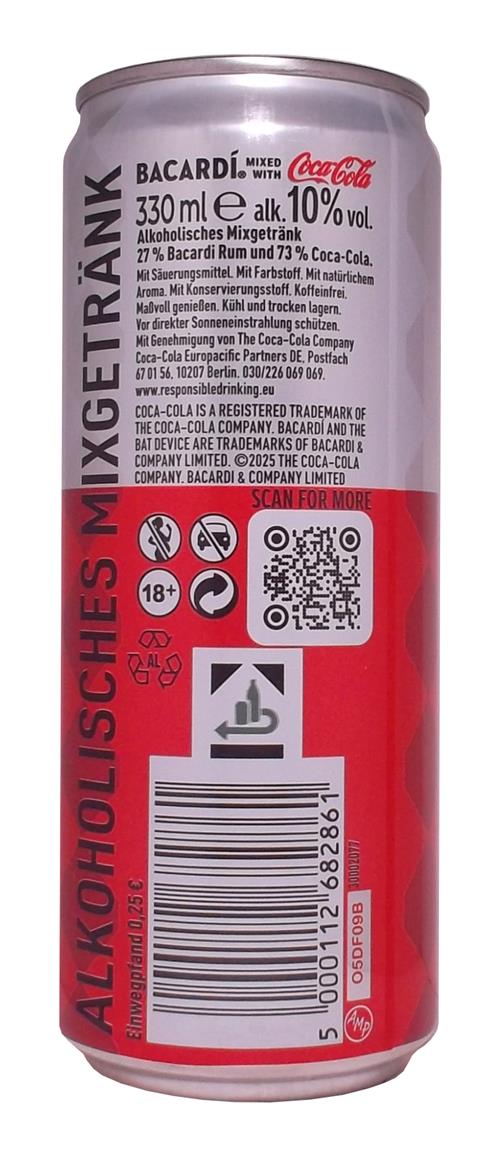 BACARDÍ® MIXED WITH Coca-Cola
330 ml ℮ alk. 10% vol.
Alkoholisches Mixgetränk
27 % Bacardi Rum und 73 % Coca-Cola.
Mit Säuerungsmittel. Mit Farbstoff. Mit natürlichem
Aroma. Mit Konservierungsstoff. Koffeinfrei.
Maßvoll genießen. Kühl und trocken lagern.
Vor direkter Sonneneinstrahlung schützen.
Mit Genehmigung von The Coca-Cola Company
Coca-Cola Europacific Partners DE, Postfach
67 01 56, 10207 Berlin. 030/226 069 069.
www.responsibledrinking.eu
COCA-COLA IS A REGISTERED TRADEMARK OF
THE COCA-COLA COMPANY. BACARDÍ AND THE
BAT DEVICE ARE TRADEMARKS OF BACARDI &
COMPANY LIMITED. ©2025 THE COCA-COLA
COMPANY. BACARDI & COMPANY LIMITED
SCAN FOR MORE
18+
AL
ALKOHOLISCHES MIXGETRÄNK
Einwegpfand 0,25 €
5 000112 682861
30002077
O5DF09B
AMP